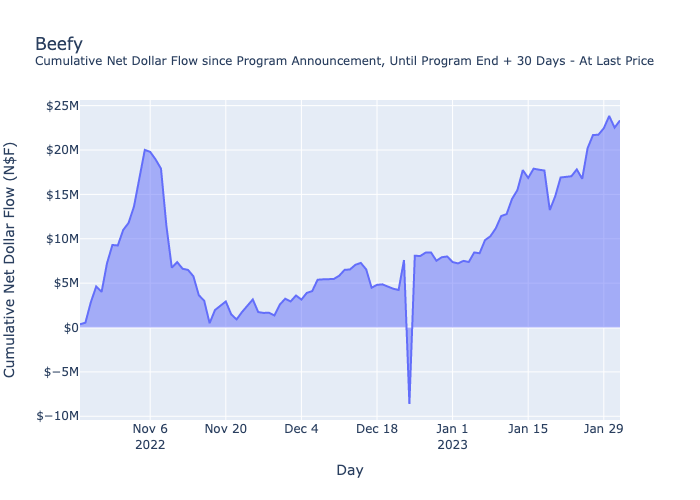 Beefy
Cumulative Net Dollar Flow since Program Announcement, Until Program End + 30 Days - At Last Price
Cumulative Net Dollar Flow (N$F)
$25M
$20M
$15M
$10M
$5M
$0
$−5M
$−10M
Nov 6 Nov 20 Dec 4 Dec 18 Jan 1 Jan 15 Jan 29
2022 2023
Day